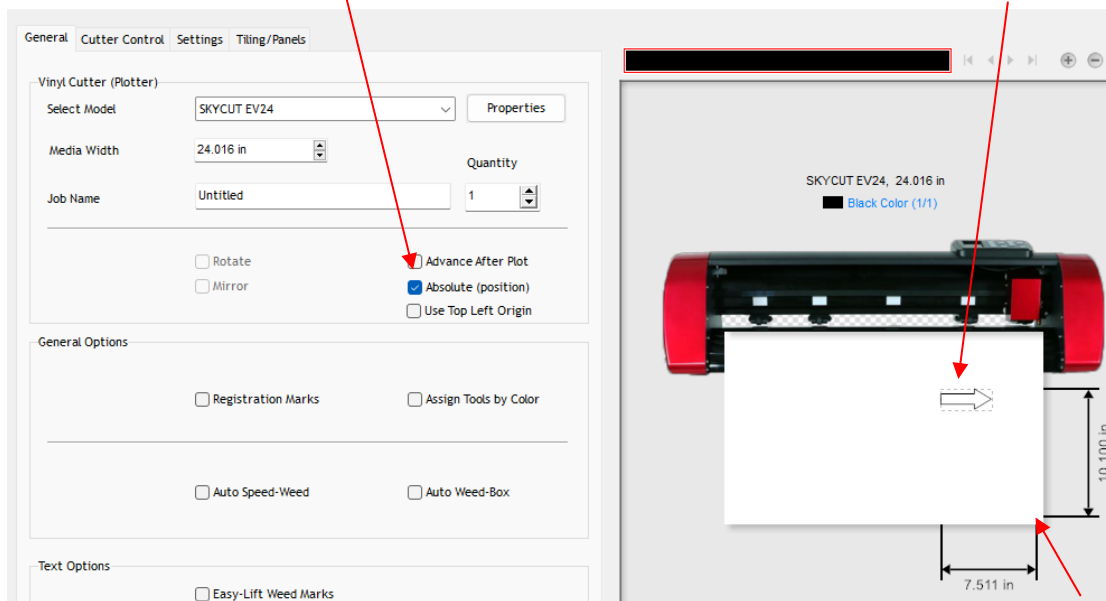 General Cutter Control Settings Tiling/Panels
Vinyl Cutter (Plotter)
Select Model SKYCUT EV24 Properties
Media Width 24.016 in
Quantity
Job Name Untitled 1
Rotate Advance After Plot
Mirror Absolute (position)
Use Top Left Origin
General Options
Registration Marks Assign Tools by Color
Auto Speed-Weed Auto Weed-Box
Text Options
Easy-Lift Weed Marks
SKYCUT EV24, 24.016 in
Black Color (1/1)
10.100 in
7.511 in